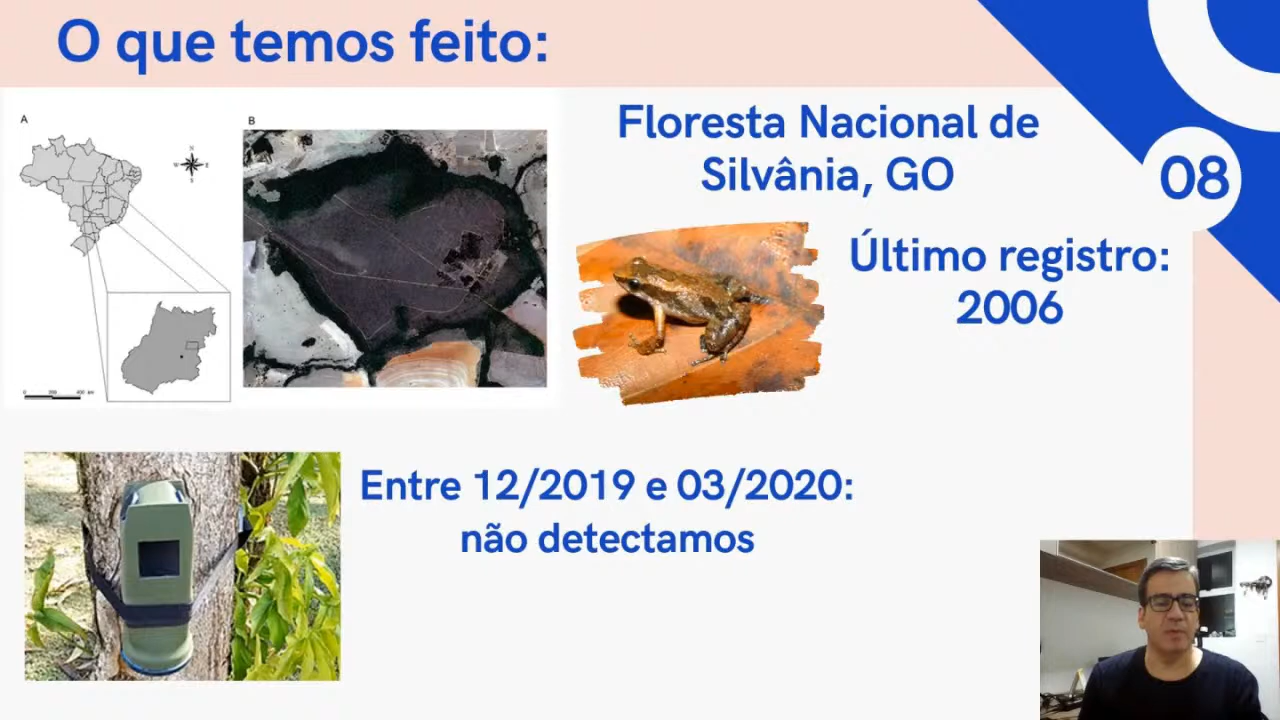 O que temos feito:
08
A
B
N
W
E
S
Floresta Nacional de
Silvânia, GO
Último registro:
2006
Entre 12/2019 e 03/2020:
não detectamos